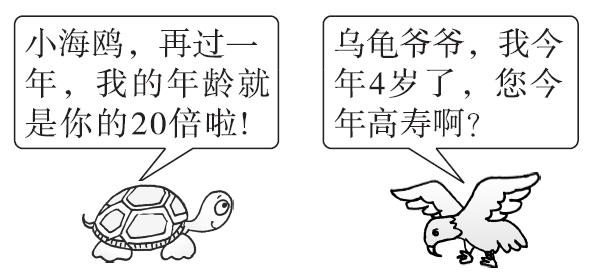 小海鸥，再过一
年，我的年龄就
是你的20倍啦！
乌龟爷爷，我今
年4岁了，您今
年高寿啊？